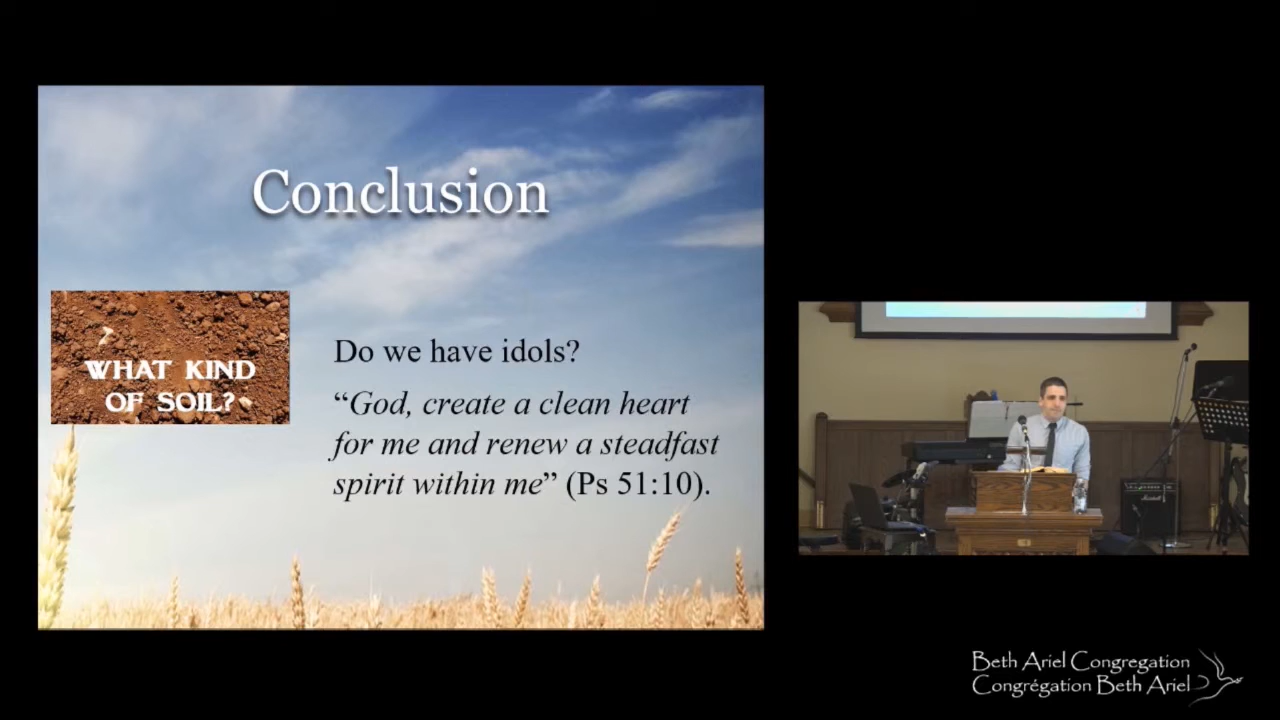 Conclusion
WHAT KIND
OF SOIL?
Do we have idols?
“God, create a clean heart
for me and renew a steadfast
spirit within me” (Ps 51:10).
Marshall
Beth Ariel Congregation
Congrégation Beth Ariel